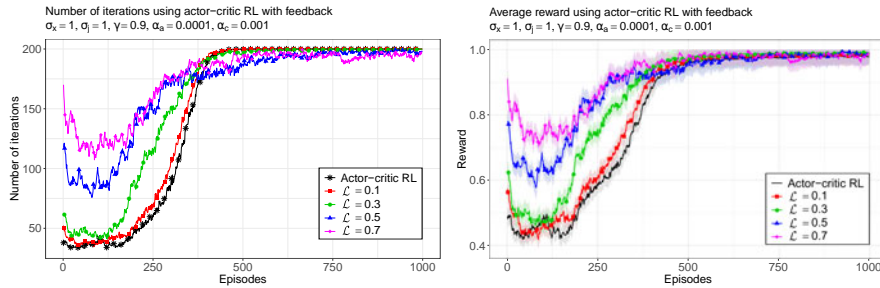 Number of iterations using actor-critic RL with feedback
σx = 1, σj = 1, γ=0.9, αa=0.0001, αc=0.001
200
150
100
50
Number of iterations
0
250
500
750
1000
Episodes
Actor-critic RL
ℒ = 0.1
ℒ = 0.3
ℒ = 0.5
ℒ = 0.7
Average reward using actor-critic RL with feedback
σx = 1, σj = 1, γ=0.9, αa=0.0001, αc=0.001
1.0
0.8
0.6
0.4
Reward
0
250
500
750
1000
Episodes
Actor-critic RL
ℒ = 0.1
ℒ = 0.3
ℒ = 0.5
ℒ = 0.7